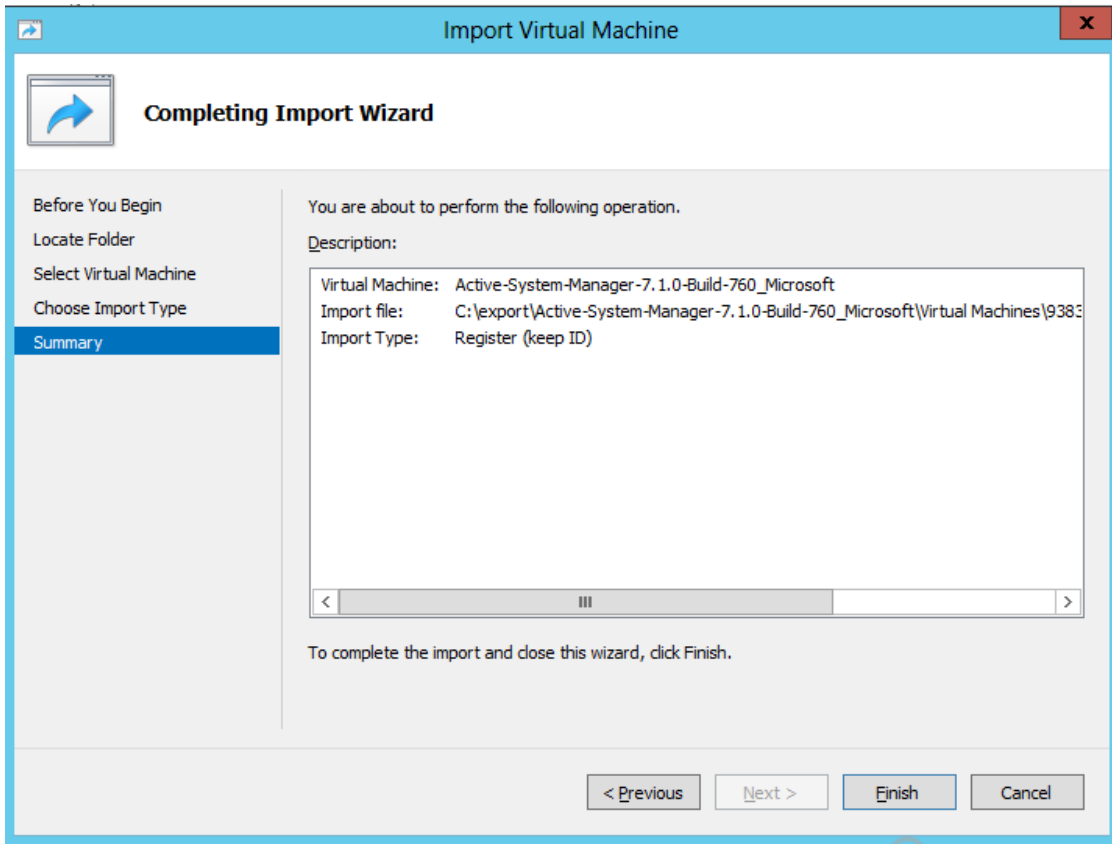 Import Virtual Machine
x
Completing Import Wizard
Before You Begin
Locate Folder
Select Virtual Machine
Choose Import Type
Summary
You are about to perform the following operation.
Description:
Virtual Machine: Active-System-Manager-7.1.0-Build-760_Microsoft
Import file: C:\export\Active-System-Manager-7.1.0-Build-760_Microsoft\Virtual Machines\9383
Import Type: Register (keep ID)
To complete the import and close this wizard, click Finish.
< Previous Next > Finish Cancel